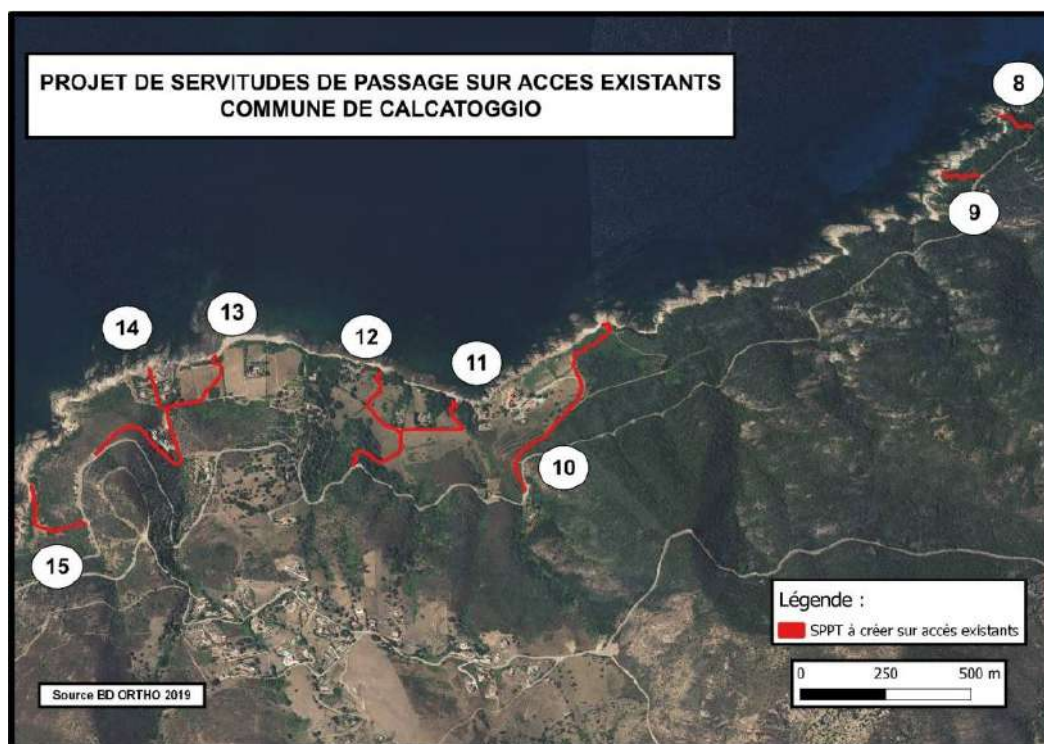 PROJET DE SERVITUDES DE PASSAGE SUR ACCES EXISTANTS
COMMUNE DE CALCATOGGIO
8
9
14
13
12
11
10
15
Légende :
SPPT à créer sur accès existants
0 250 500 m
Source BD ORTHO 2019